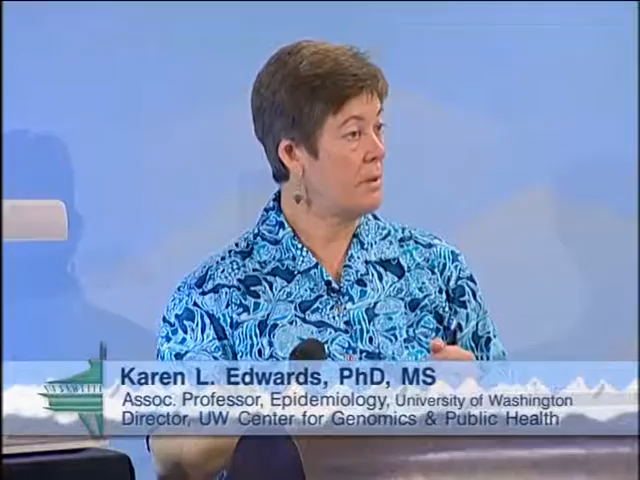 Karen L. Edwards, PhD, MS
Assoc. Professor, Epidemiology, University of Washington
Director, UW Center for Genomics & Public Health